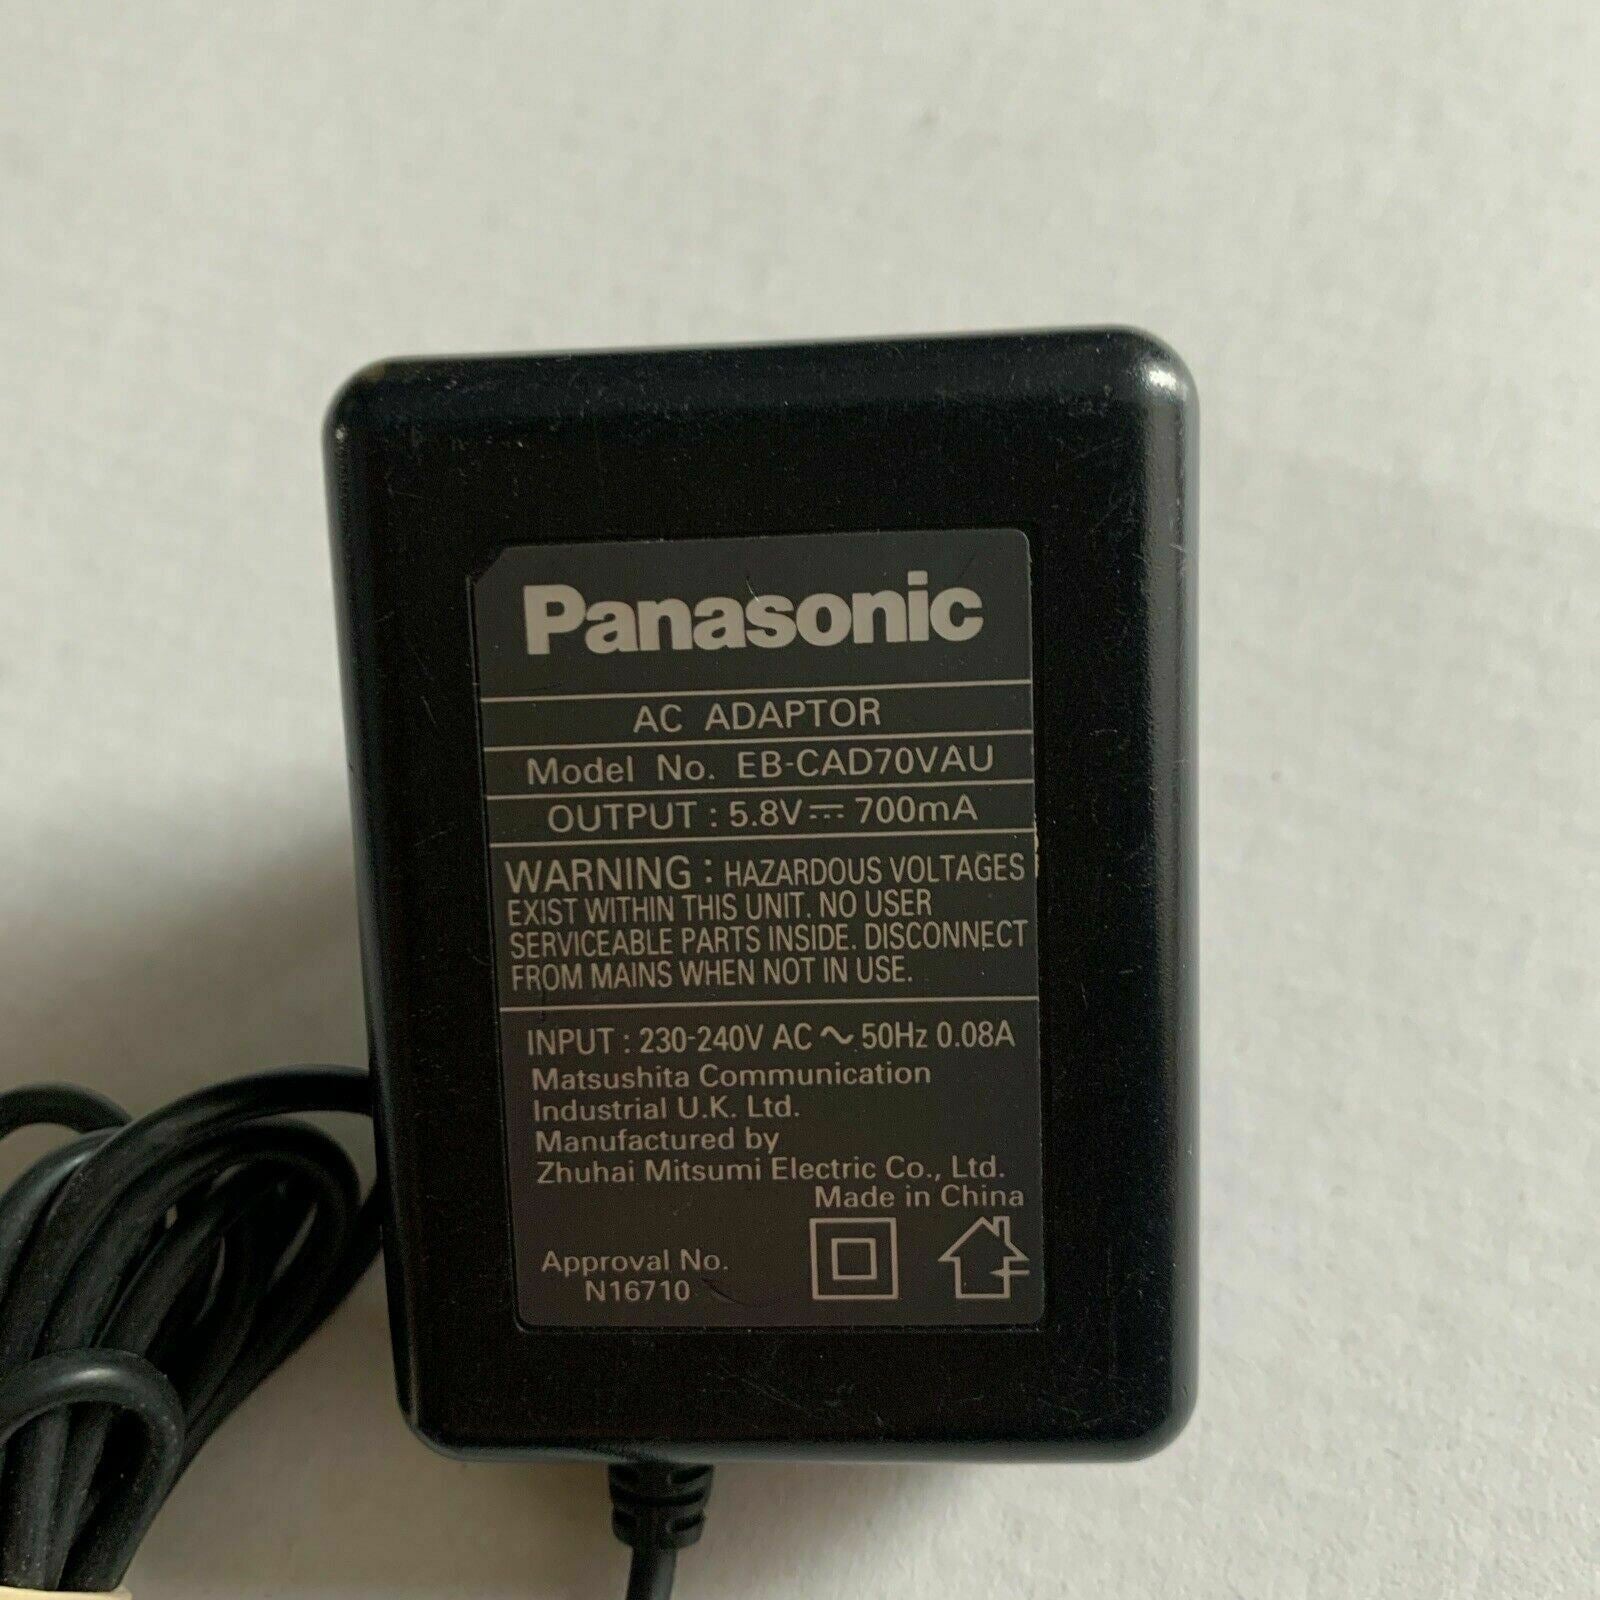 Panasonic
AC ADAPTOR
Model No. EB-CAD70VAU
OUTPUT : 5.8V ⎓ 700mA
WARNING : HAZARDOUS VOLTAGES
EXIST WITHIN THIS UNIT. NO USER
SERVICEABLE PARTS INSIDE. DISCONNECT
FROM MAINS WHEN NOT IN USE.
INPUT : 230-240V AC ~ 50Hz 0.08A
Matsushita Communication
Industrial U.K. Ltd.
Manufactured by
Zhuhai Mitsumi Electric Co., Ltd.
Made in China
Approval No.
N16710